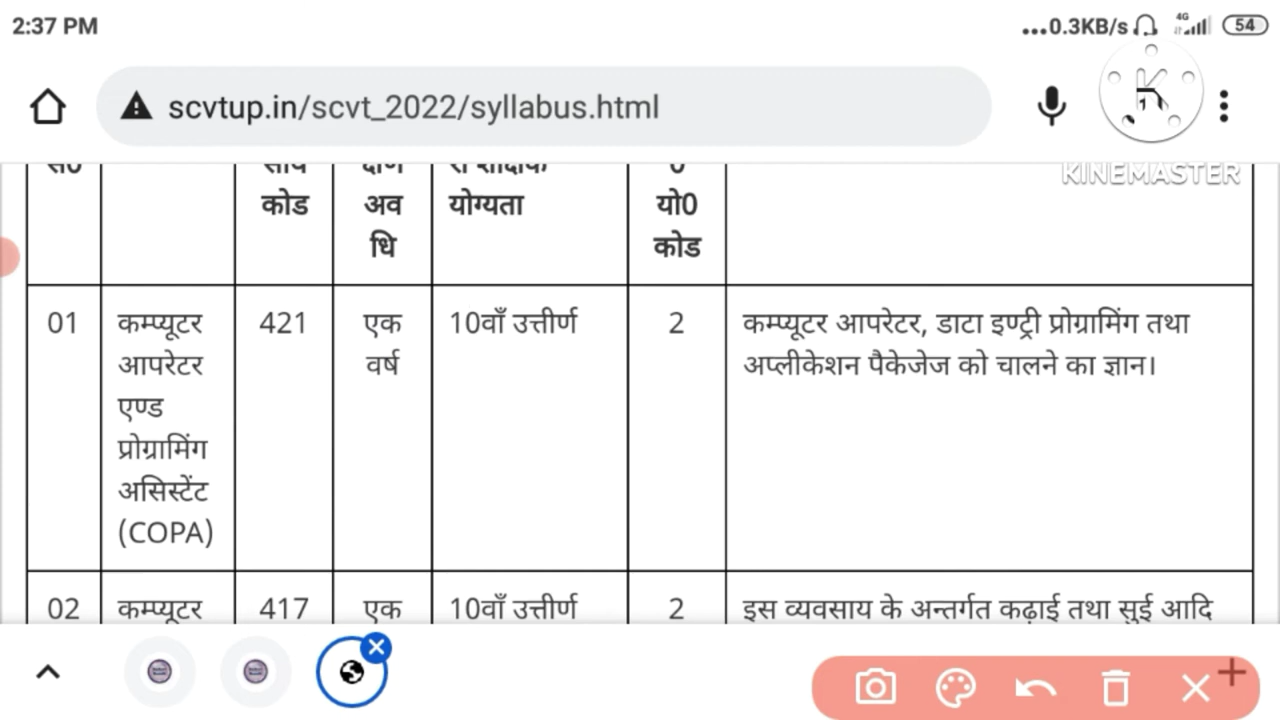 2:37 PM
...0.3KB/s 4G 54
scvtup.in/scvt_2022/syllabus.html
KINEMASTER
कोड अव योग्यता यो0
धि कोड
01 कम्प्यूटर 421 एक 10वाँ उत्तीर्ण 2 कम्प्यूटर आपरेटर, डाटा इण्ट्री प्रोग्रामिंग तथा
आपरेटर वर्ष अप्लीकेशन पैकेजेज को चालने का ज्ञान।
एण्ड
प्रोग्रामिंग
असिस्टेंट
(COPA)
02 कम्प्यूटर 417 एक 10वाँ उत्तीर्ण 2 इस व्यवसाय के अन्तर्गत कढ़ाई तथा सुई आदि